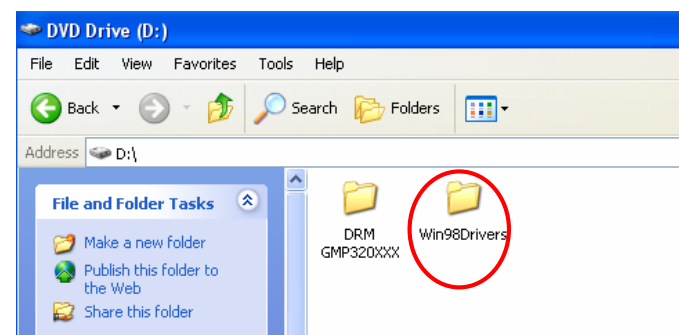 DVD Drive (D:)
File Edit View Favorites Tools Help
Back Search Folders
Address D:\
File and Folder Tasks
Make a new folder
Publish this folder to
the Web
Share this folder
DRM
GMP320XXX
Win98Drivers